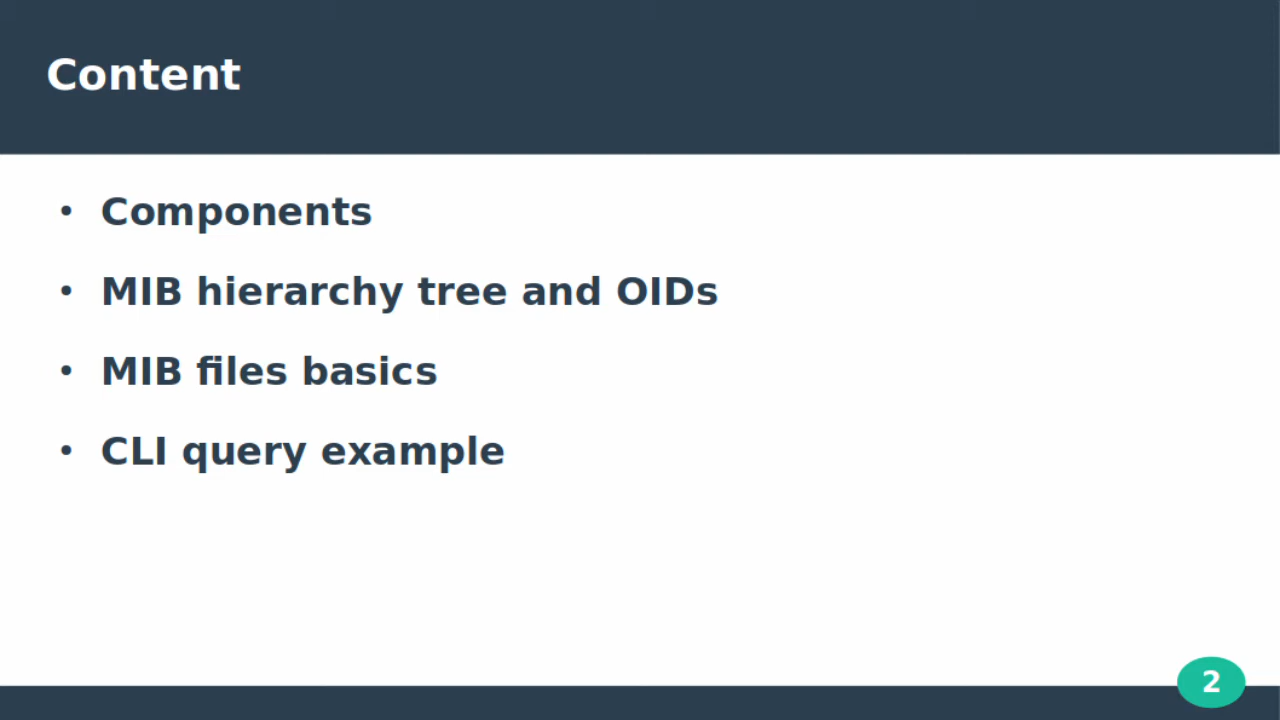 Content
• Components
• MIB hierarchy tree and OIDs
• MIB files basics
• CLI query example
2